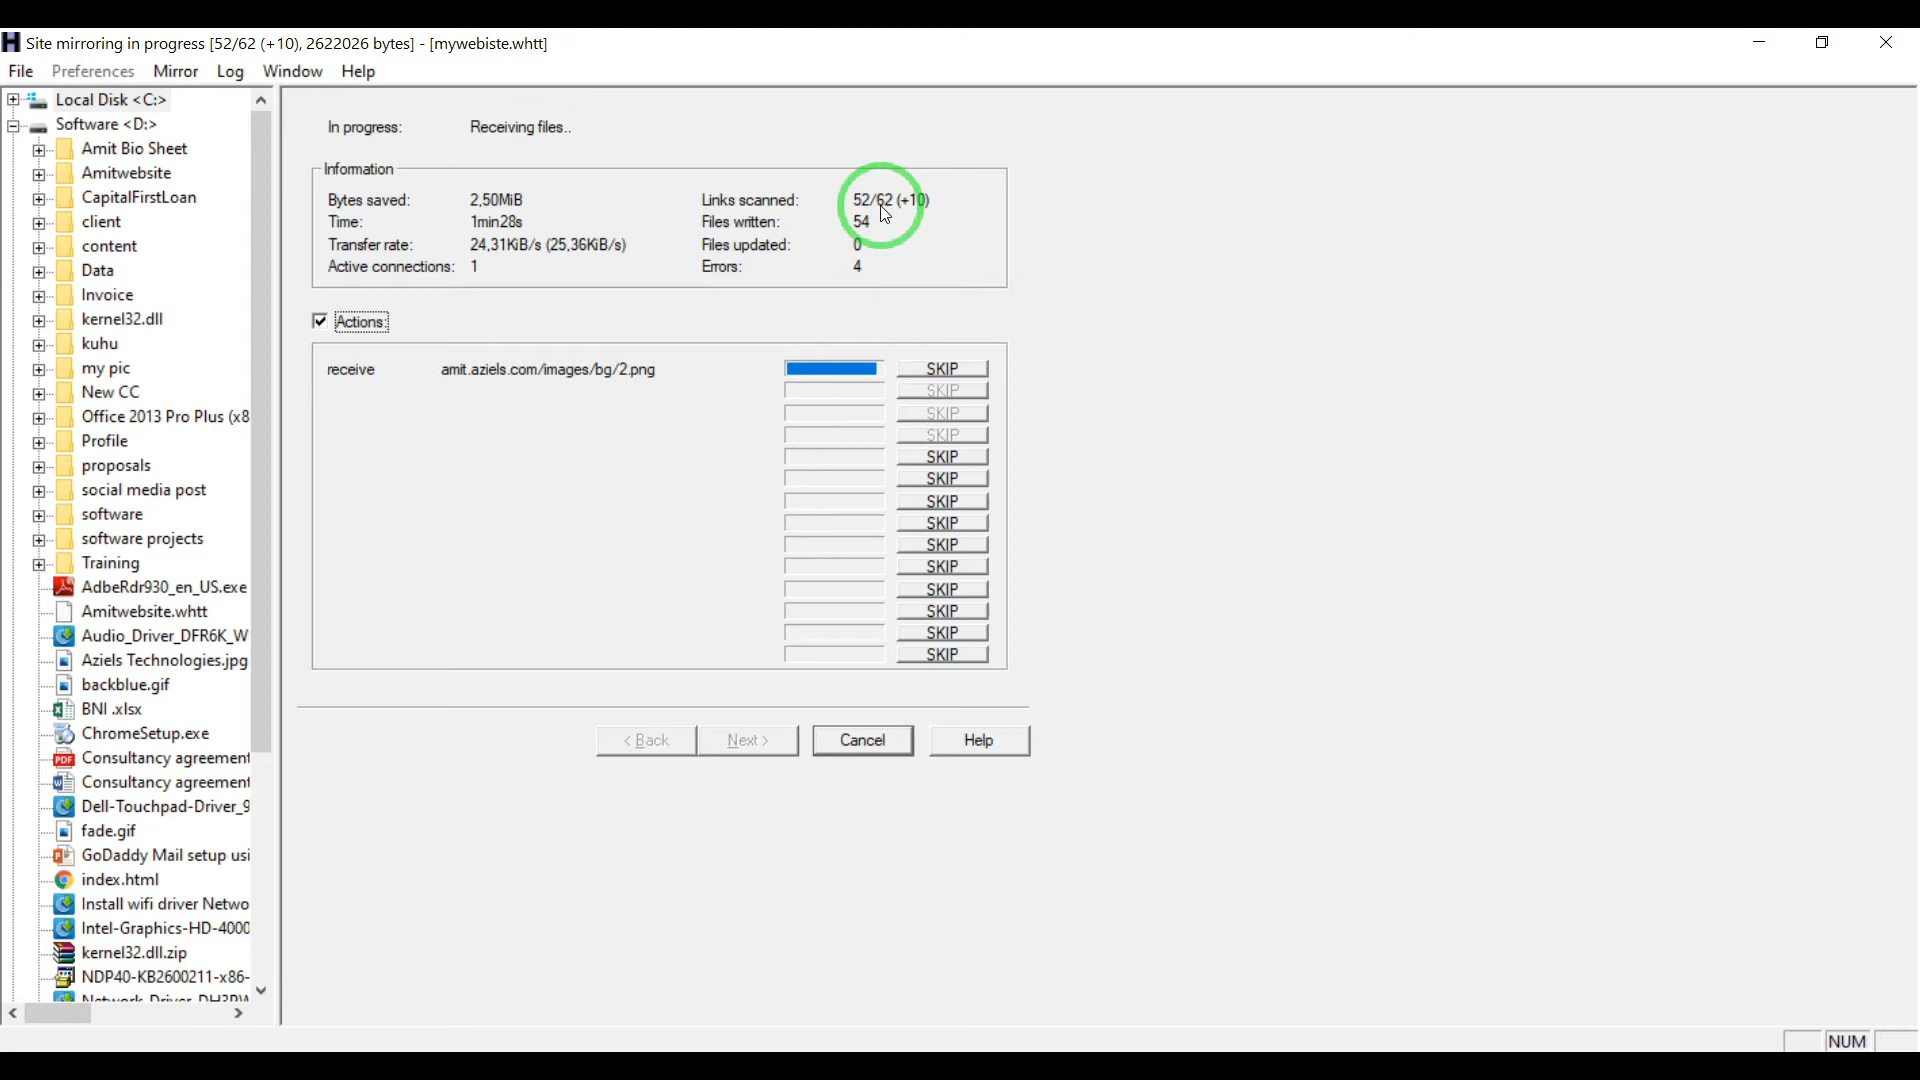 Site mirroring in progress [52/62 (+10), 2622026 bytes] - [mywebiste.whtt]
File Preferences Mirror Log Window Help
Local Disk <C:>
Software <D:>
Amit Bio Sheet
Amitwebsite
CapitalFirstLoan
client
content
Data
Invoice
kernel32.dll
kuhu
my pic
New CC
Office 2013 Pro Plus (x8
Profile
proposals
social media post
software
software projects
Training
AdbeRdr930_en_US.exe
Amitwebsite.whtt
Audio_Driver_DFR6K_W
Aziels Technologies.jpg
backblue.gif
BNI .xlsx
ChromeSetup.exe
Consultancy agreement
Consultancy agreement
Dell-Touchpad-Driver_9
fade.gif
GoDaddy Mail setup usi
index.html
Install wifi driver Netwo
Intel-Graphics-HD-4000
kernel32.dll.zip
NDP40-KB2600211-x86-
In progress: Receiving files..
Information
Bytes saved: 2,50MiB Links scanned: 52/62 (+10)
Time: 1min28s Files written: 54
Transfer rate: 24,31KiB/s (25,36KiB/s) Files updated: 0
Active connections: 1 Errors: 4
Actions:
receive amit.aziels.com/images/bg/2.png SKIP
SKIP
SKIP
SKIP
SKIP
SKIP
SKIP
SKIP
SKIP
SKIP
SKIP
SKIP
SKIP
SKIP
< Back Next > Cancel Help
NUM